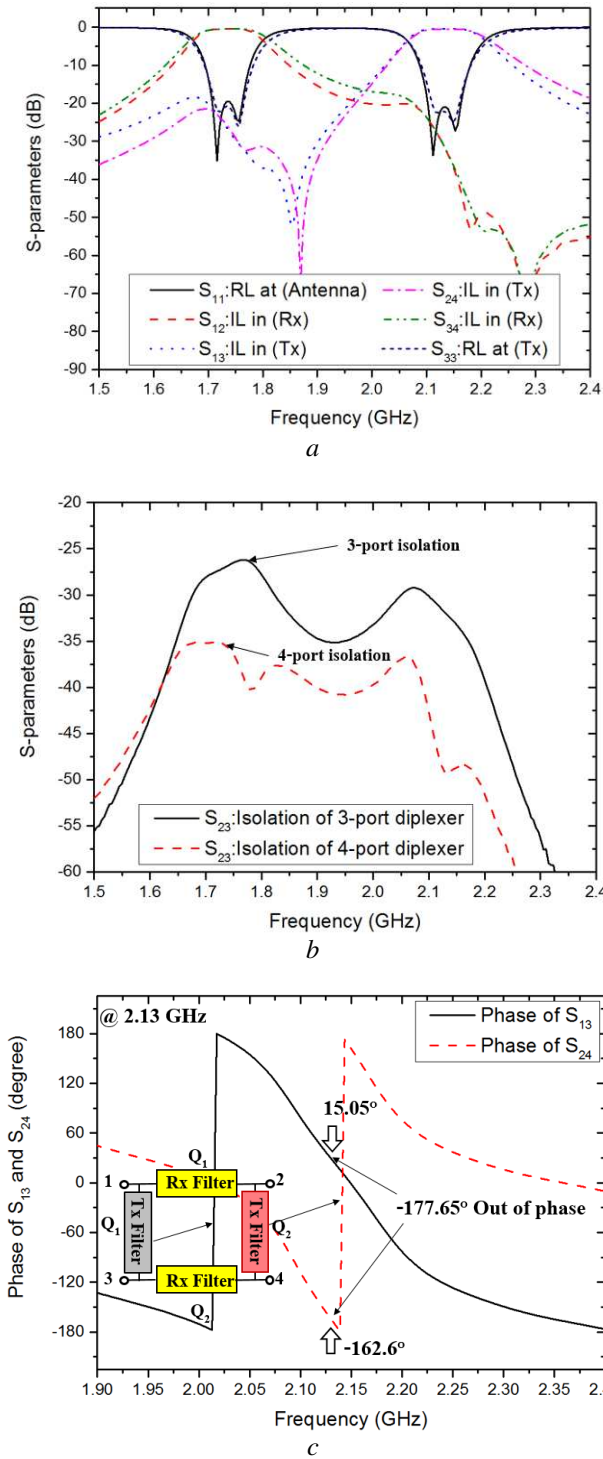 0
-10
-20
-30
-40
-50
-60
-70
-80
-90
S-parameters (dB)
S11:RL at (Antenna)
S24:IL in (Tx)
S12:IL in (Rx)
S34:IL in (Rx)
S13:IL in (Tx)
S33:RL at (Tx)
1.5 1.6 1.7 1.8 1.9 2.0 2.1 2.2 2.3 2.4
Frequency (GHz)
a
-20
-25
-30
-35
-40
-45
-50
-55
-60
S-parameters (dB)
3-port isolation
4-port isolation
S23:Isolation of 3-port diplexer
S23:Isolation of 4-port diplexer
1.5 1.6 1.7 1.8 1.9 2.0 2.1 2.2 2.3 2.4
Frequency (GHz)
b
@ 2.13 GHz
Phase of S13
Phase of S24
180
120
60
0
-60
-120
-180
Phase of S13 and S24 (degree)
15.05o
Q1
1
Rx Filter
2
Q1
Tx Filter
Tx Filter
Q2
-177.65o Out of phase
3
Rx Filter
4
Q2
-162.6o
1.90 1.95 2.00 2.05 2.10 2.15 2.20 2.25 2.30 2.35
Frequency (GHz)
c